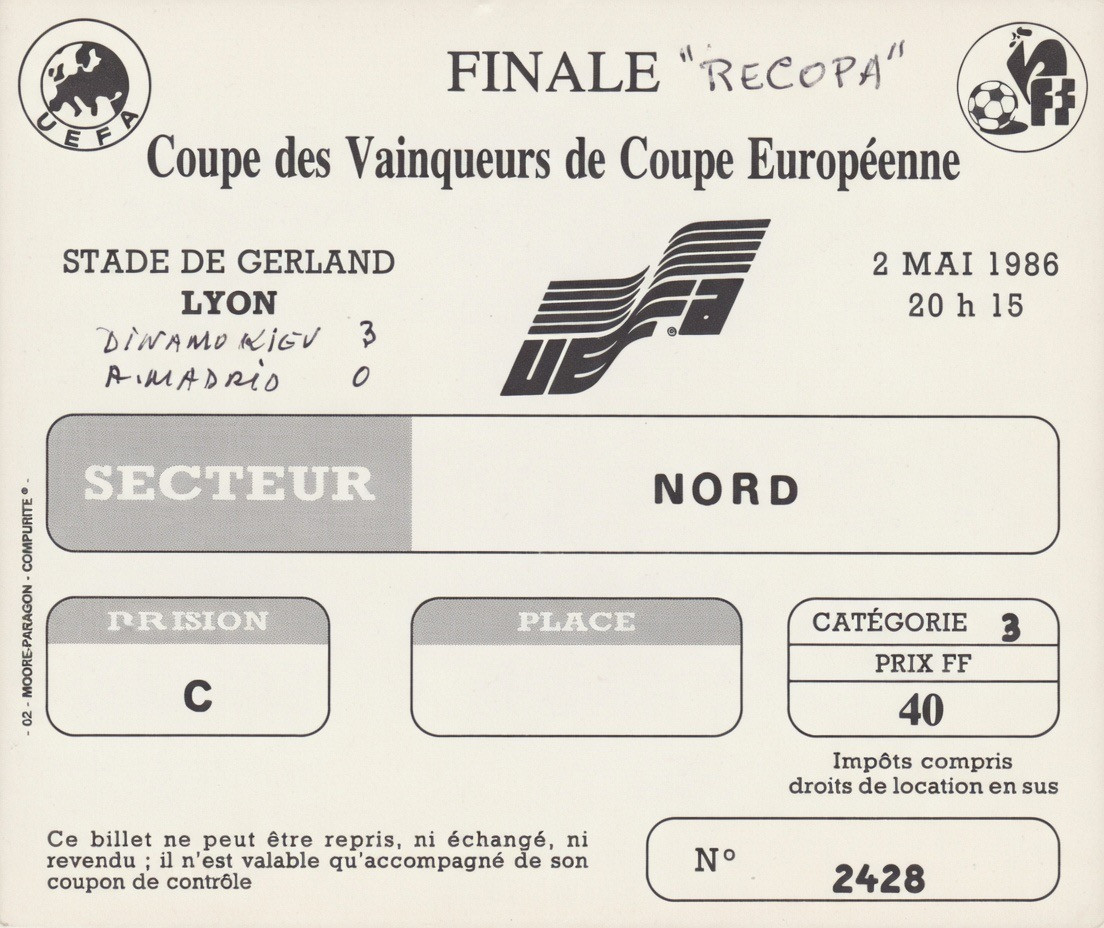 UEFA
FINALE "RECOPA"
FFF
Coupe des Vainqueurs de Coupe Européenne
STADE DE GERLAND
LYON
DINAMO KIEV 3
A. MADRID 0
UEFA ©
2 MAI 1986
20 h 15
SECTEUR
NORD
PLACE
C
CATÉGORIE 3
PRIX FF
40
Impôts compris
droits de location en sus
Ce billet ne peut être repris, ni échangé, ni
revendu ; il n'est valable qu'accompagné de son
coupon de contrôle
Nº
2428
- 02 - MOORE-PARAGON - COMPURITE ® -